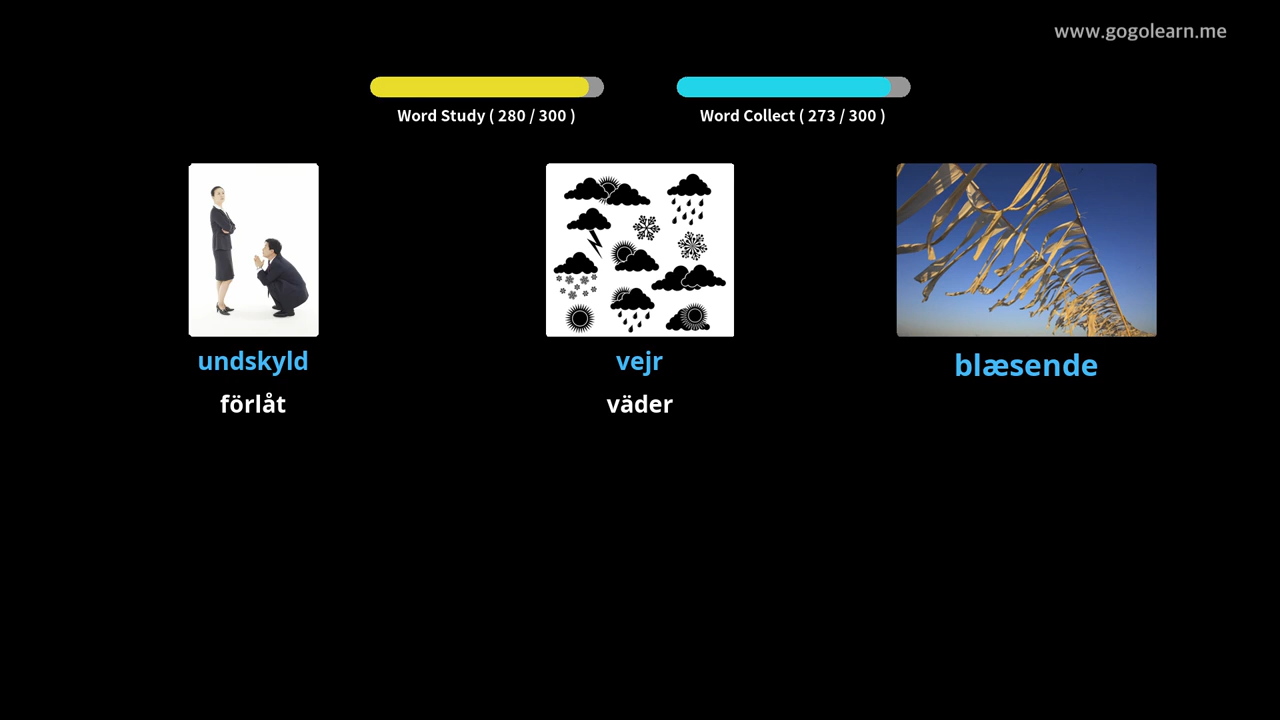 www.gogolearn.me
Word Study ( 280 / 300 )
Word Collect ( 273 / 300 )
undskyld
vejr
blæsende
förlåt
väder